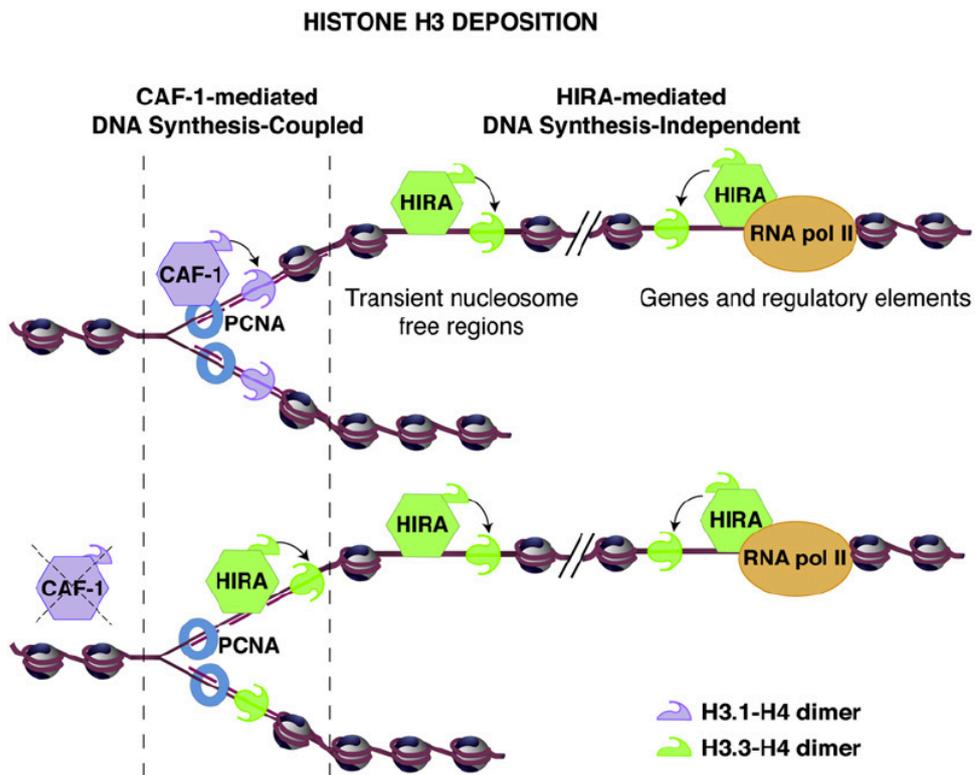 HISTONE H3 DEPOSITION
CAF-1-mediated
DNA Synthesis-Coupled
HIRA-mediated
DNA Synthesis-Independent
HIRA
HIRA
RNA pol II
CAF-1
PCNA
Transient nucleosome
free regions
Genes and regulatory elements
HIRA
HIRA
RNA pol II
CAF-1
HIRA
PCNA
H3.1-H4 dimer
H3.3-H4 dimer